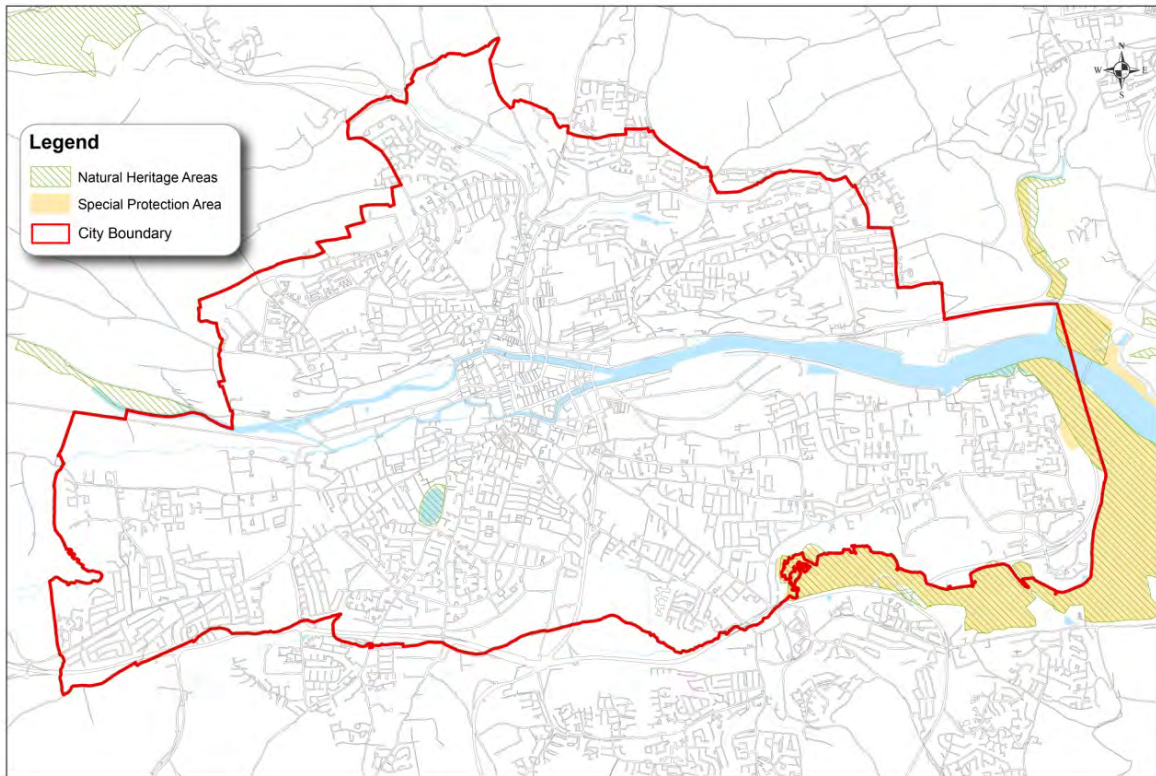 N
W E
S
Legend
Natural Heritage Areas
Special Protection Area
City Boundary